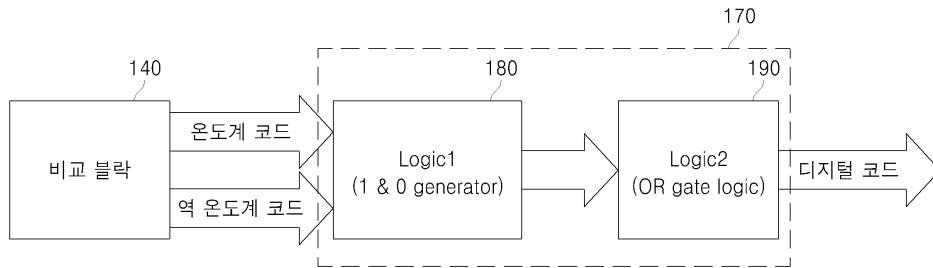 170
140
180
190
온도계 코드
비교 블락
Logic1
(1 & 0 generator)
Logic2
(OR gate logic)
디지털 코드
역 온도계 코드